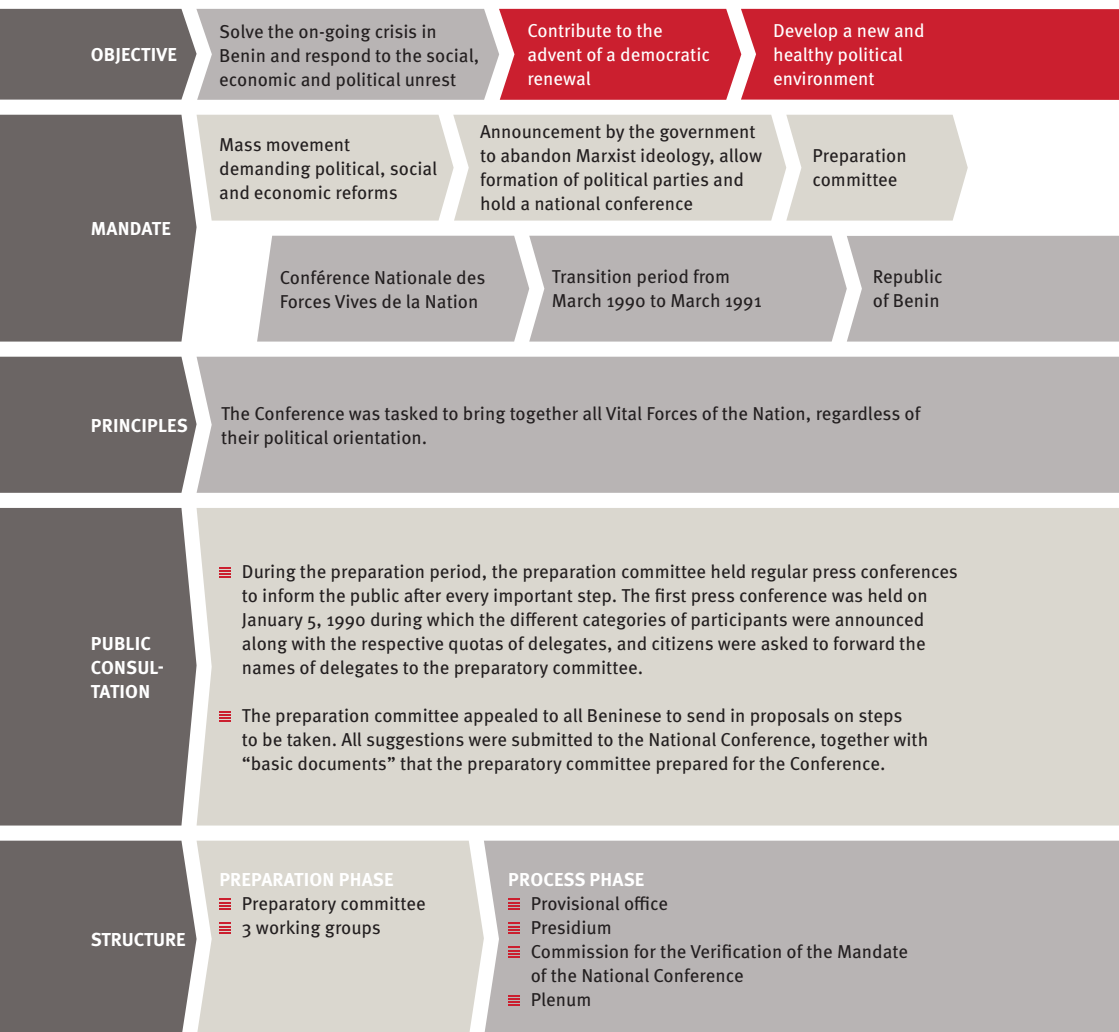 OBJECTIVE
Solve the on-going crisis in
Benin and respond to the social,
economic and political unrest
Contribute to the
advent of a democratic
renewal
Develop a new and
healthy political
environment
MANDATE
Mass movement
demanding political, social
and economic reforms
Announcement by the government
to abandon Marxist ideology, allow
formation of political parties and
hold a national conference
Preparation
committee
Conférence Nationale des
Forces Vives de la Nation
Transition period from
March 1990 to March 1991
Republic
of Benin
PRINCIPLES
The Conference was tasked to bring together all Vital Forces of the Nation, regardless of
their political orientation.
PUBLIC
CONSUL-
TATION
During the preparation period, the preparation committee held regular press conferences
to inform the public after every important step. The first press conference was held on
January 5, 1990 during which the different categories of participants were announced
along with the respective quotas of delegates, and citizens were asked to forward the
names of delegates to the preparatory committee.
The preparation committee appealed to all Beninese to send in proposals on steps
to be taken. All suggestions were submitted to the National Conference, together with
“basic documents” that the preparatory committee prepared for the Conference.
STRUCTURE
PREPARATION PHASE
Preparatory committee
3 working groups
PROCESS PHASE
Provisional office
Presidium
Commission for the Verification of the Mandate
of the National Conference
Plenum